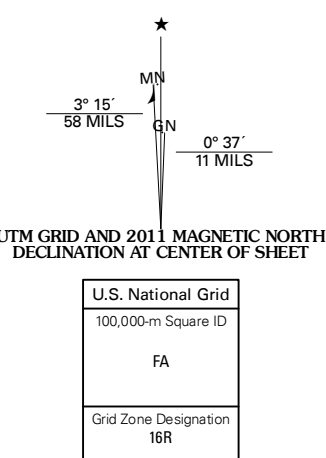 ★
MN
3° 15´
58 MILS
GN
0° 37´
11 MILS
UTM GRID AND 2011 MAGNETIC NORTH
DECLINATION AT CENTER OF SHEET
U.S. National Grid
100,000-m Square ID
FA
Grid Zone Designation
16R